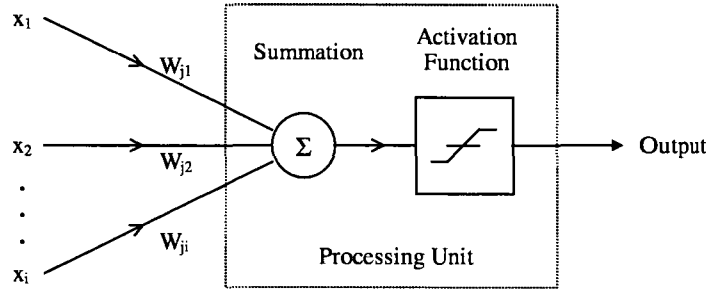 x1
Wj1
Summation
Activation
Function
x2
Wj2
Σ
Output
Wji
xi
Processing Unit